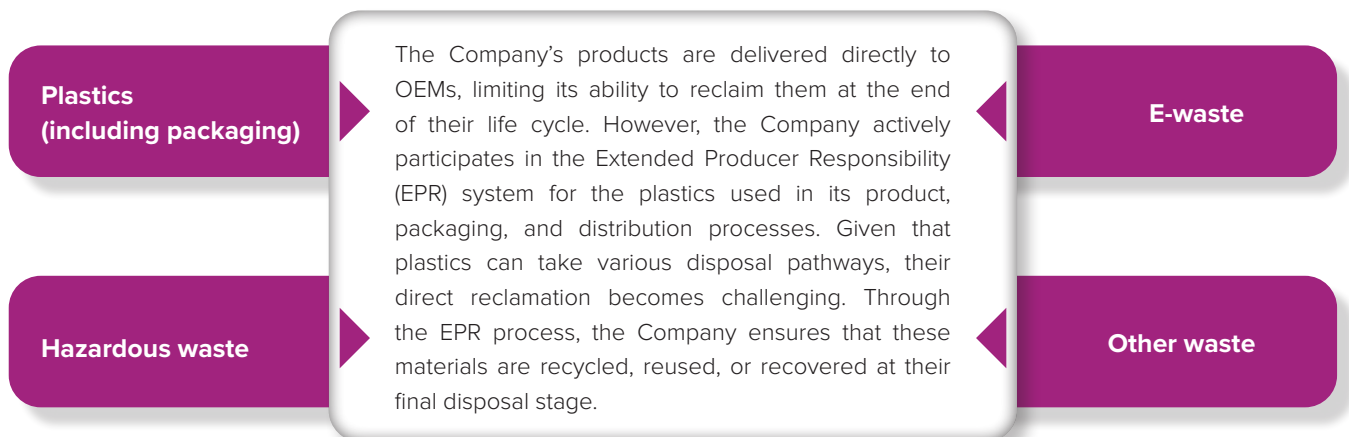 Plastics
(including packaging)
Hazardous waste
The Company’s products are delivered directly to
OEMs, limiting its ability to reclaim them at the end
of their life cycle. However, the Company actively
participates in the Extended Producer Responsibility
(EPR) system for the plastics used in its product,
packaging, and distribution processes. Given that
plastics can take various disposal pathways, their
direct reclamation becomes challenging. Through
the EPR process, the Company ensures that these
materials are recycled, reused, or recovered at their
final disposal stage.
E-waste
Other waste